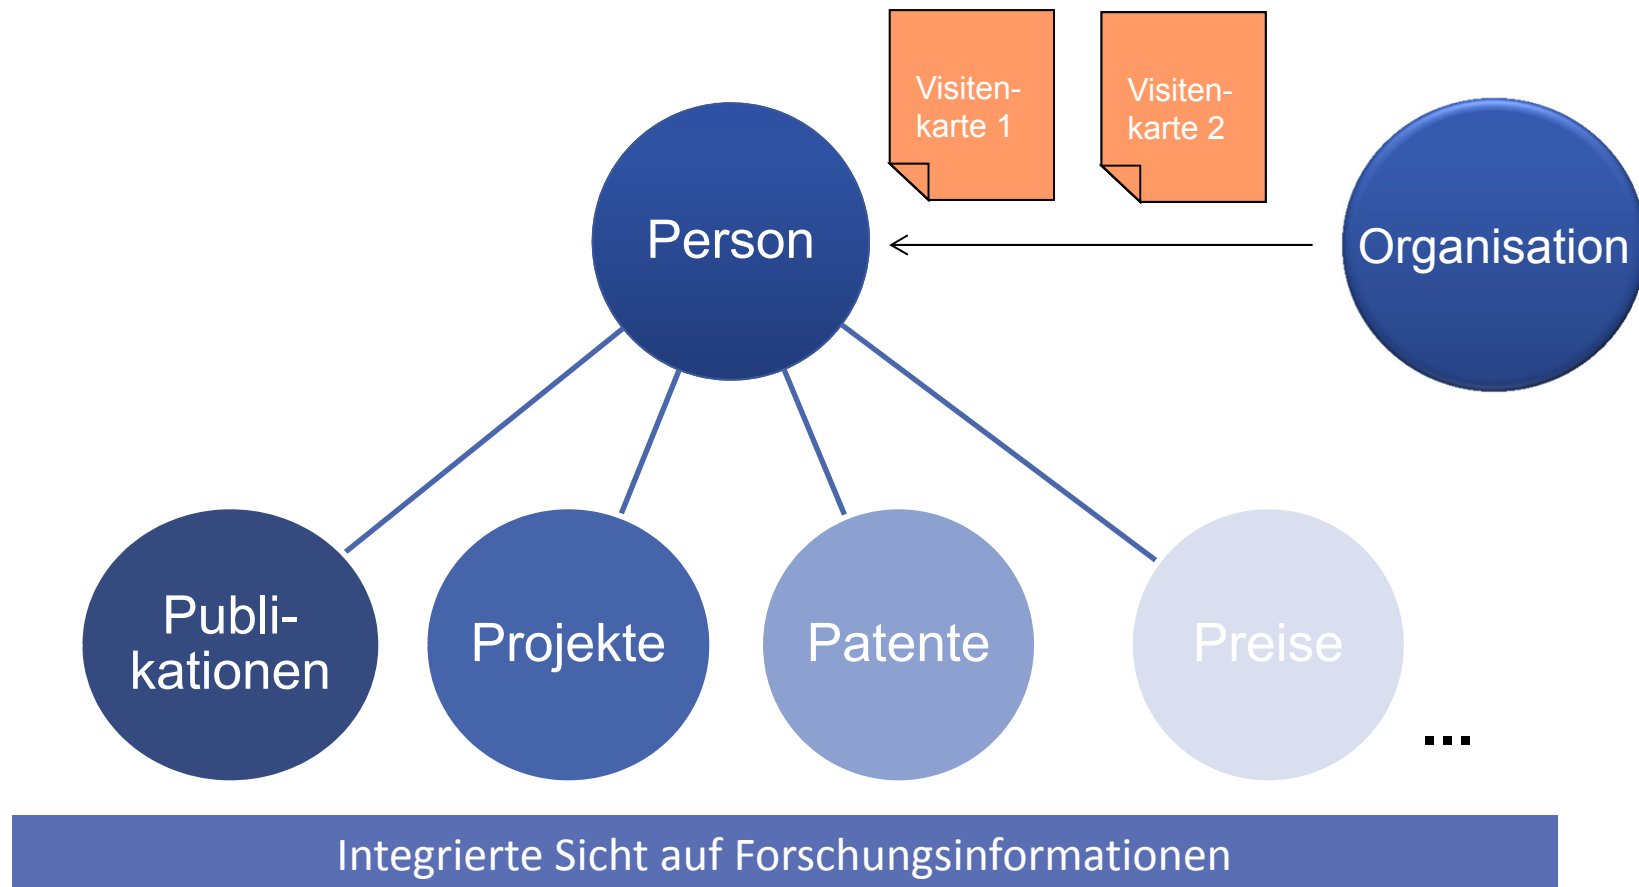 Visiten-
karte 1
Visiten-
karte 2
Person
Organisation
Publi-
kationen
Projekte
Patente
Preise
...
Integrierte Sicht auf Forschungsinformationen